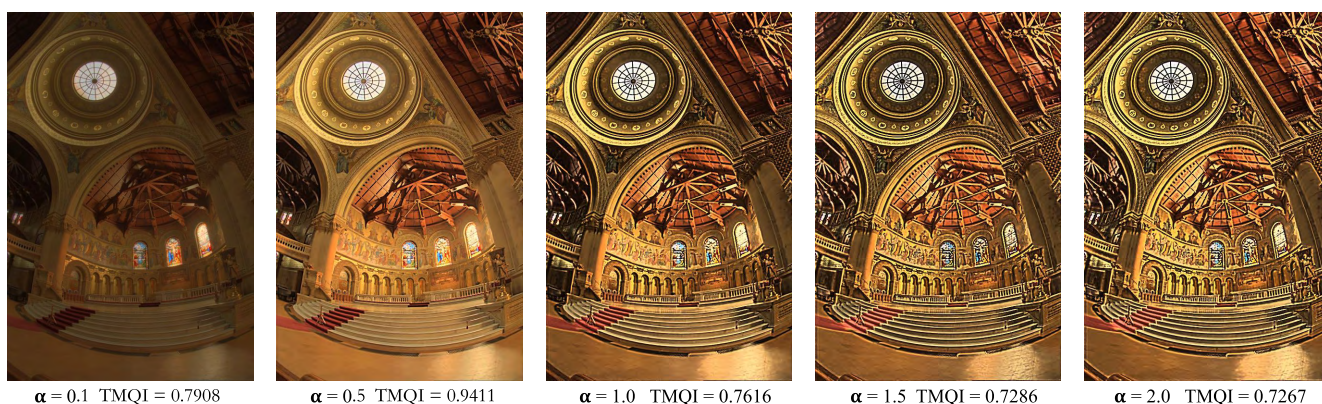 α = 0.1 TMQI = 0.7908
α = 0.5 TMQI = 0.9411
α = 1.0 TMQI = 0.7616
α = 1.5 TMQI = 0.7286
α = 2.0 TMQI = 0.7267